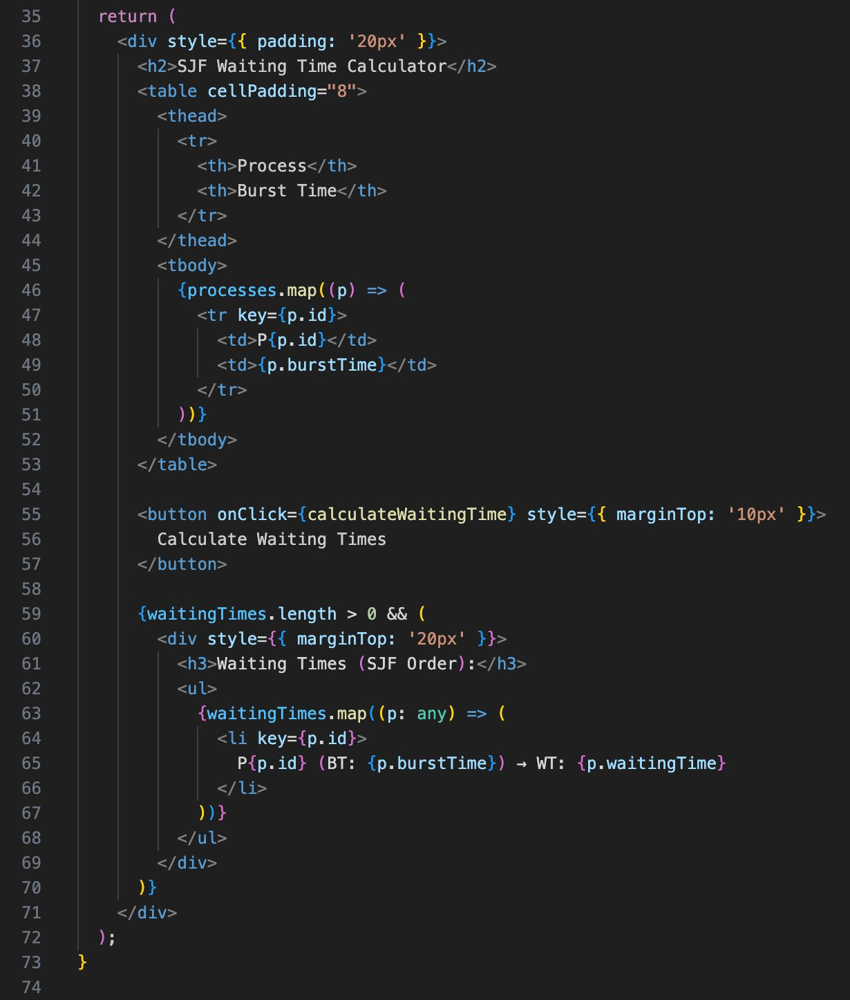 35 return (
36 <div style={{ padding: '20px' }}>
37 <h2>SJF Waiting Time Calculator</h2>
38 <table cellPadding="8">
39 <thead>
40 <tr>
41 <th>Process</th>
42 <th>Burst Time</th>
43 </tr>
44 </thead>
45 <tbody>
46 {processes.map((p) => (
47 <tr key={p.id}>
48 <td>P{p.id}</td>
49 <td>{p.burstTime}</td>
50 </tr>
51 ))}
52 </tbody>
53 </table>
54
55 <button onClick={calculateWaitingTime} style={{ marginTop: '10px' }}>
56 Calculate Waiting Times
57 </button>
58
59 {waitingTimes.length > 0 && (
60 <div style={{ marginTop: '20px' }}>
61 <h3>Waiting Times (SJF Order):</h3>
62 <ul>
63 {waitingTimes.map((p: any) => (
64 <li key={p.id}>
65 P{p.id} (BT: {p.burstTime}) → WT: {p.waitingTime}
66 </li>
67 ))}
68 </ul>
69 </div>
70 )}
71 </div>
72 );
73 }
74